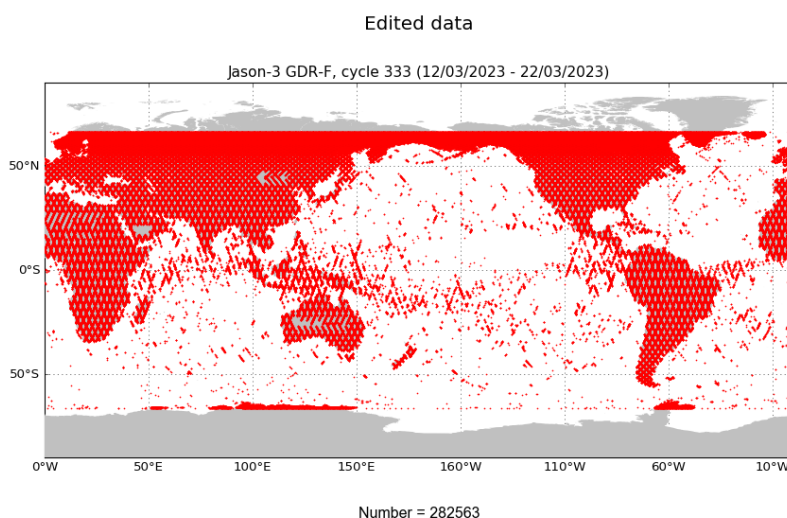 Edited data
Jason-3 GDR-F, cycle 333 (12/03/2023 - 22/03/2023)
50°N
0°S
50°S
0°W 50°E 100°E 150°E 160°W 110°W 60°W 10°W
Number = 282563